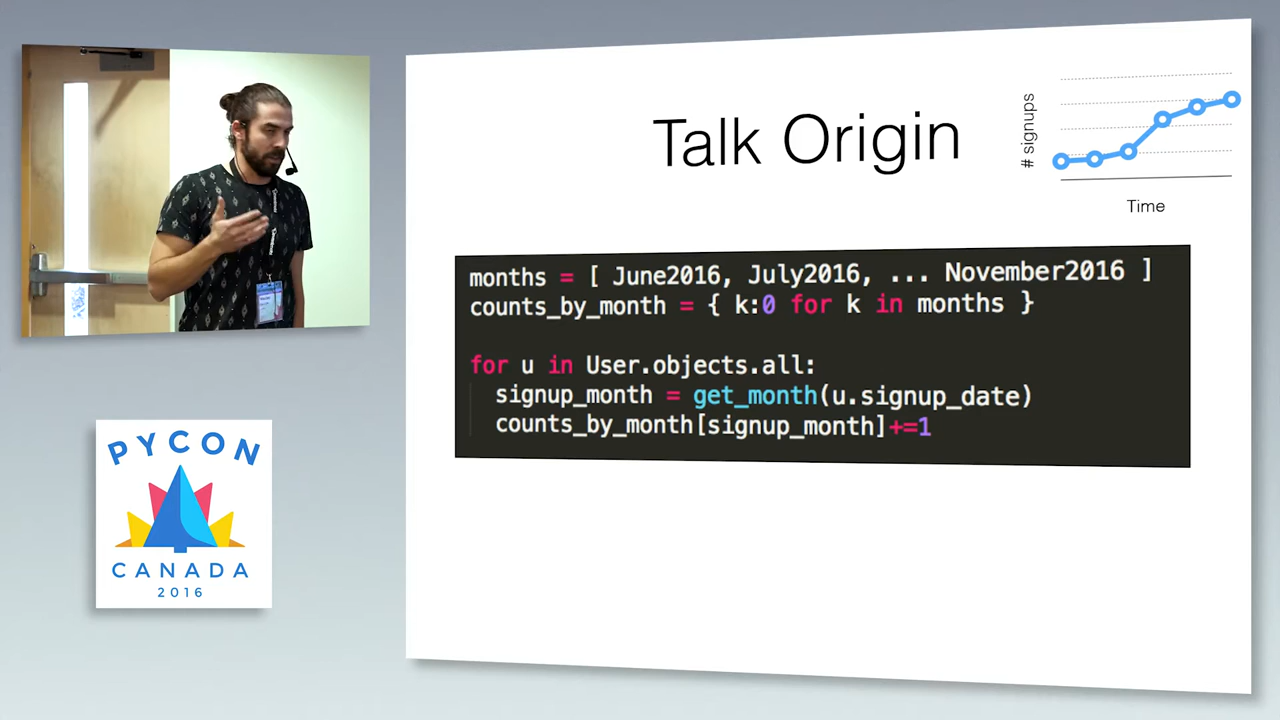 Talk Origin
# signups
Time
months = [ June2016, July2016, ... November2016 ]
counts_by_month = { k:0 for k in months }
for u in User.objects.all:
signup_month = get_month(u.signup_date)
counts_by_month[signup_month]+=1
PYCON
CANADA
2016